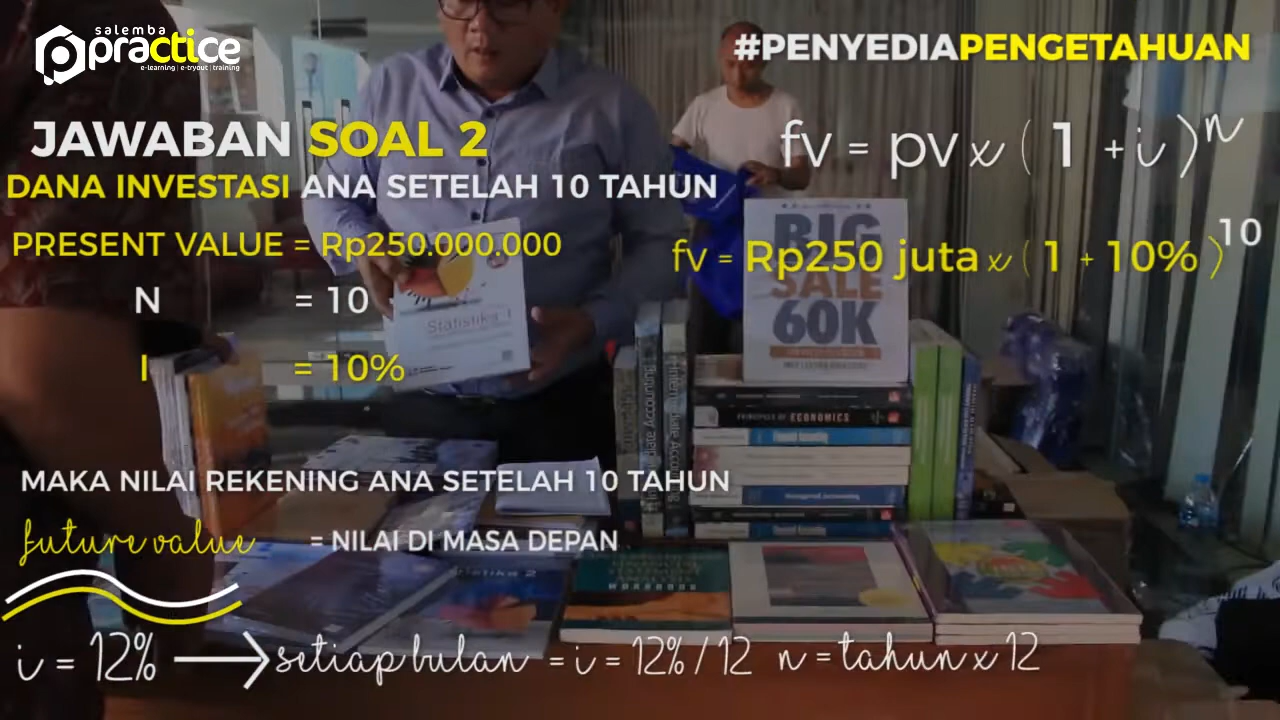 salemba
practice
e-learning | e-tryout | training
#PENYEDIAPENGETAHUAN
JAWABAN SOAL 2
DANA INVESTASI ANA SETELAH 10 TAHUN
PRESENT VALUE = Rp250.000.000
N = 10
I = 10%
fv = pv x ( 1 + i )^n
fv = Rp250 juta x ( 1 + 10% )^10
BIG
SALE
60K
Statistika 1
Intermediate Accounting
PRINCIPLES OF ECONOMICS
MAKA NILAI REKENING ANA SETELAH 10 TAHUN
future value = NILAI DI MASA DEPAN
i = 12% → setiap bulan = i = 12% / 12 n = tahun x 12